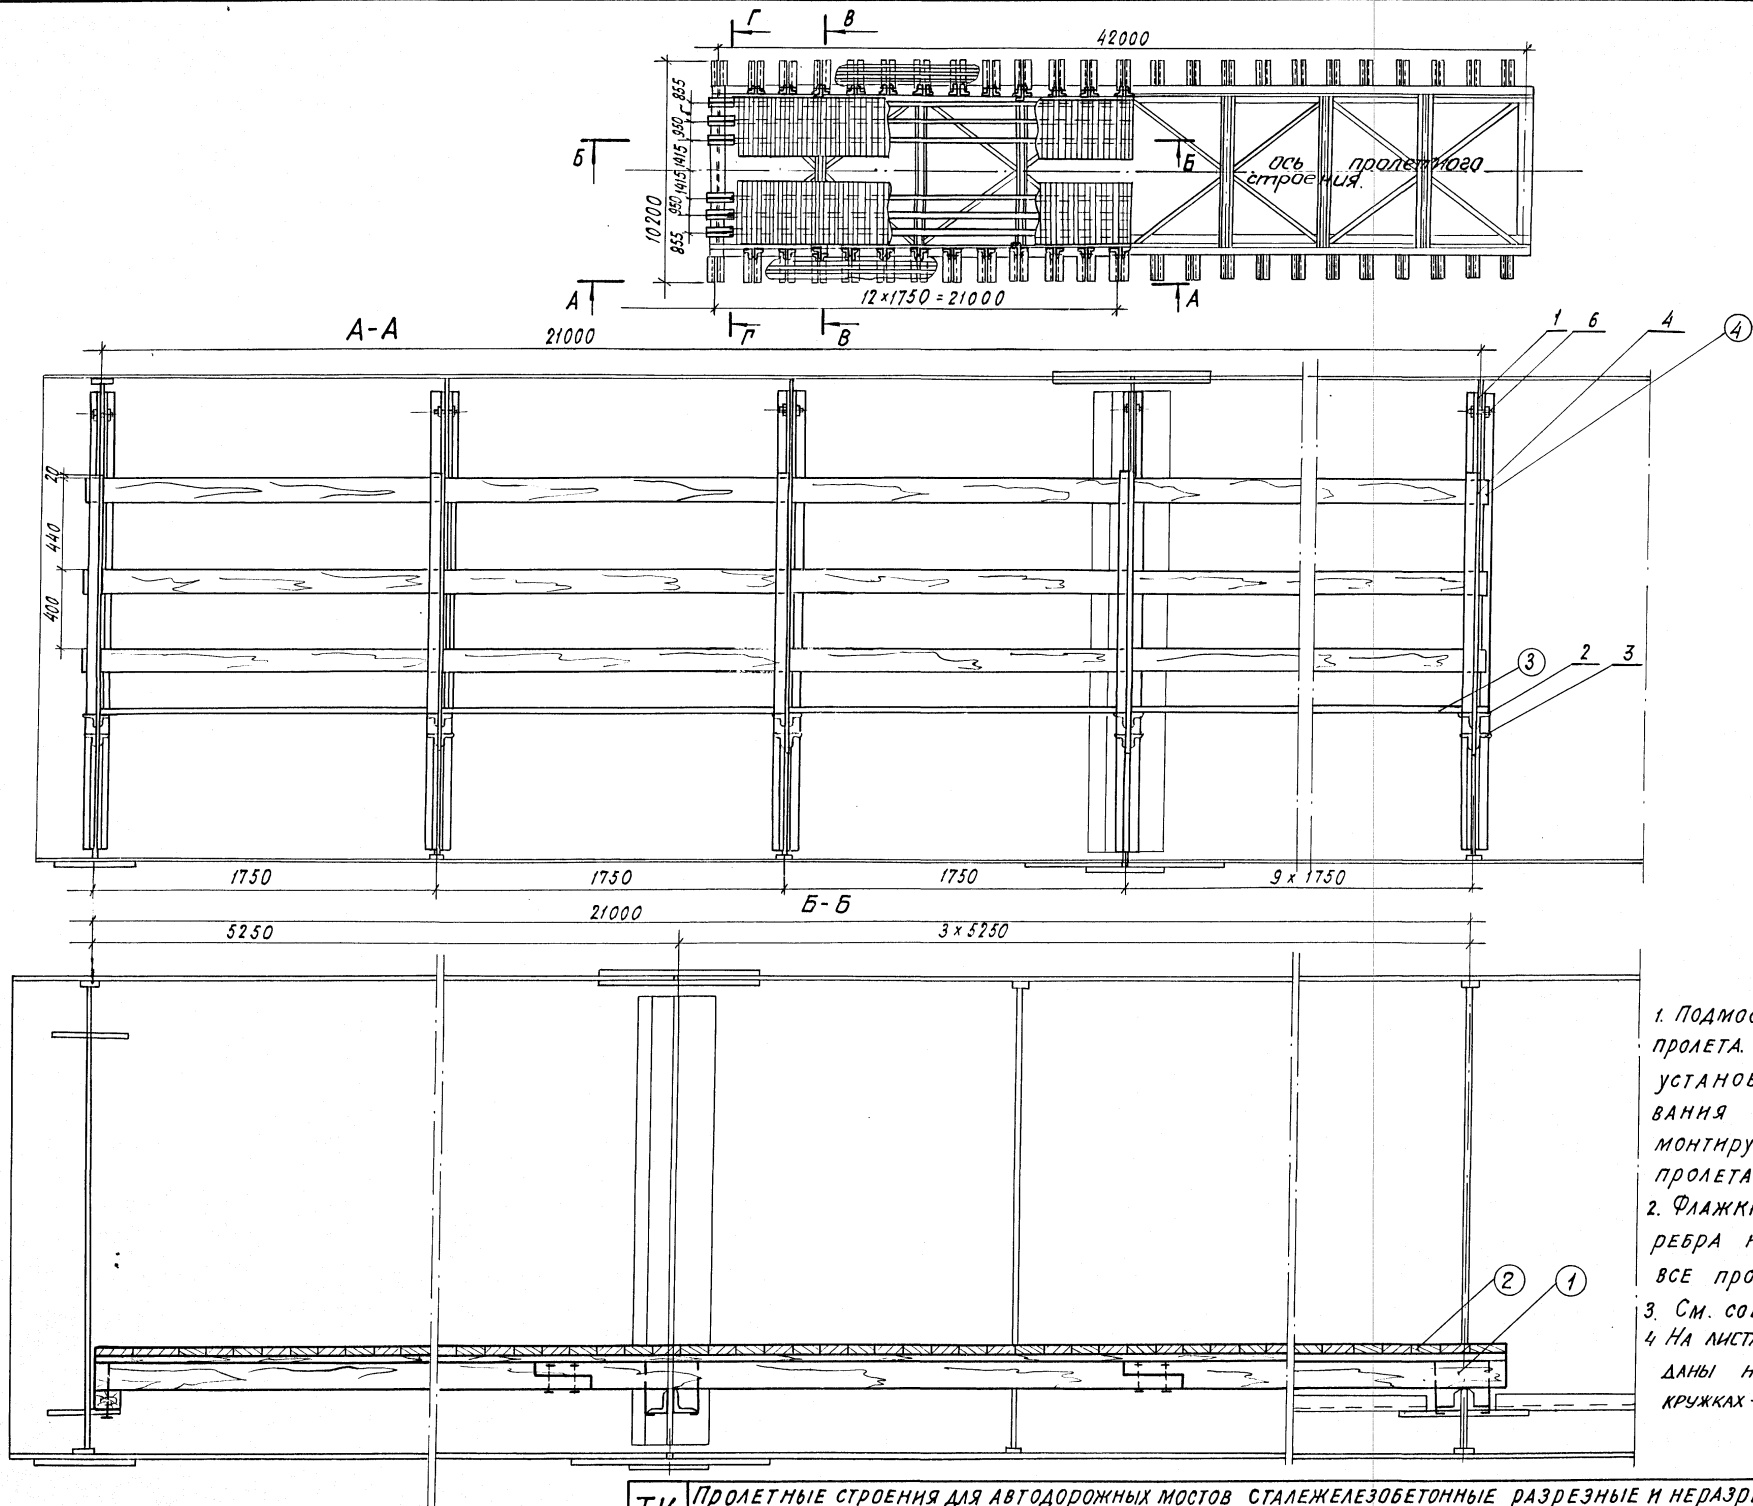 Г В
42000
855
950
1415
1415
950
855
10200
Б Б
ось пролетного
строения.
А А
12×1750=21000
Г В
А-А
21000
1 6 4 4
20
440
400
3 2 3
1750 1750 1750 9×1750
Б-Б
21000
5250 3×5250
2 1
1. Подмос
пролета.
установ
вания
монтиру
пролета
2. Флажк
ребра н
все про
3. См. со
4 На листа
даны н
кружках -
ТК Пролетные строения для автодорожных мостов сталежелезобетонные разрезные и неразр